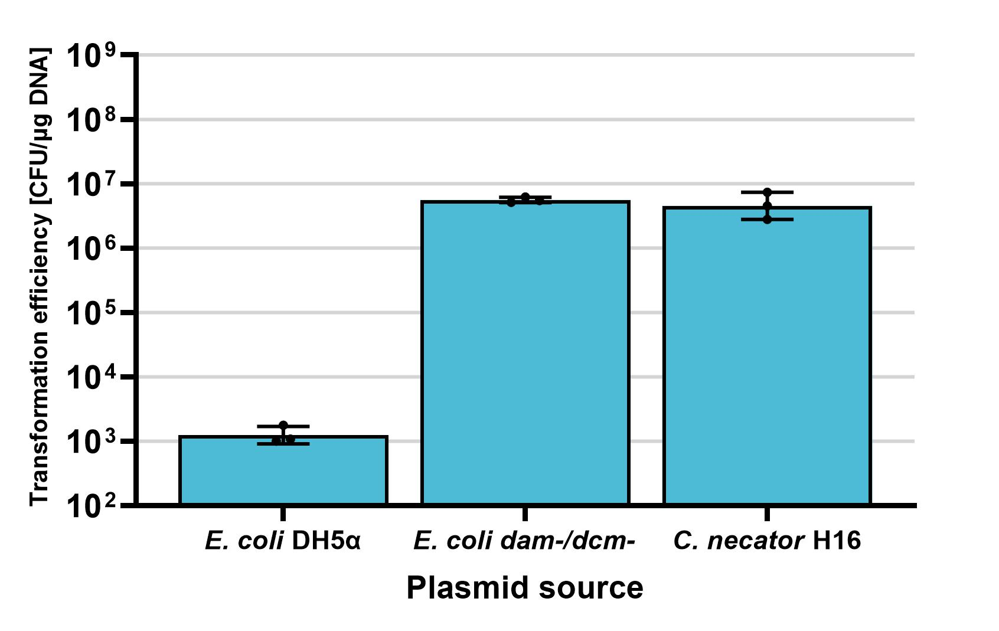 Transformation efficiency [CFU/µg DNA]
10⁹
10⁸
10⁷
10⁶
10⁵
10⁴
10³
10²
E. coli DH5α
E. coli dam-/dcm-
C. necator H16
Plasmid source